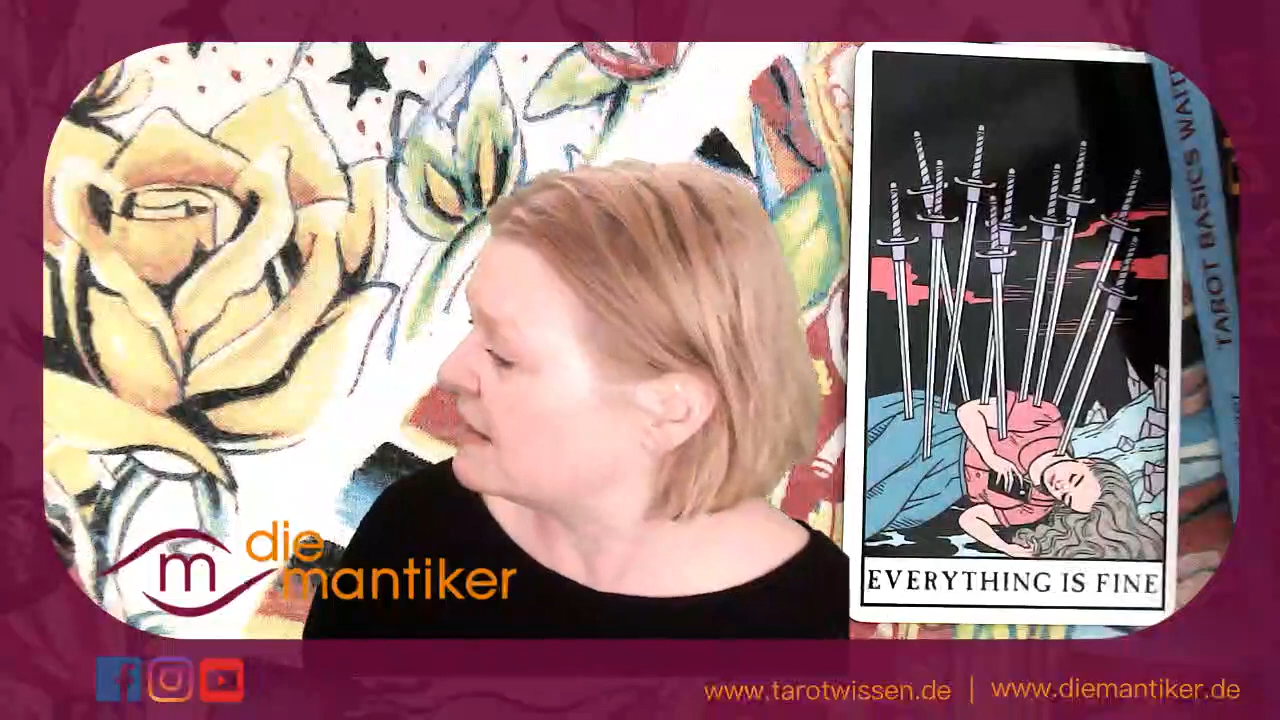 die
mantiker
m
EVERYTHING IS FINE
TAROT BASICS WAIT
www.tarotwissen.de | www.diemantiker.de